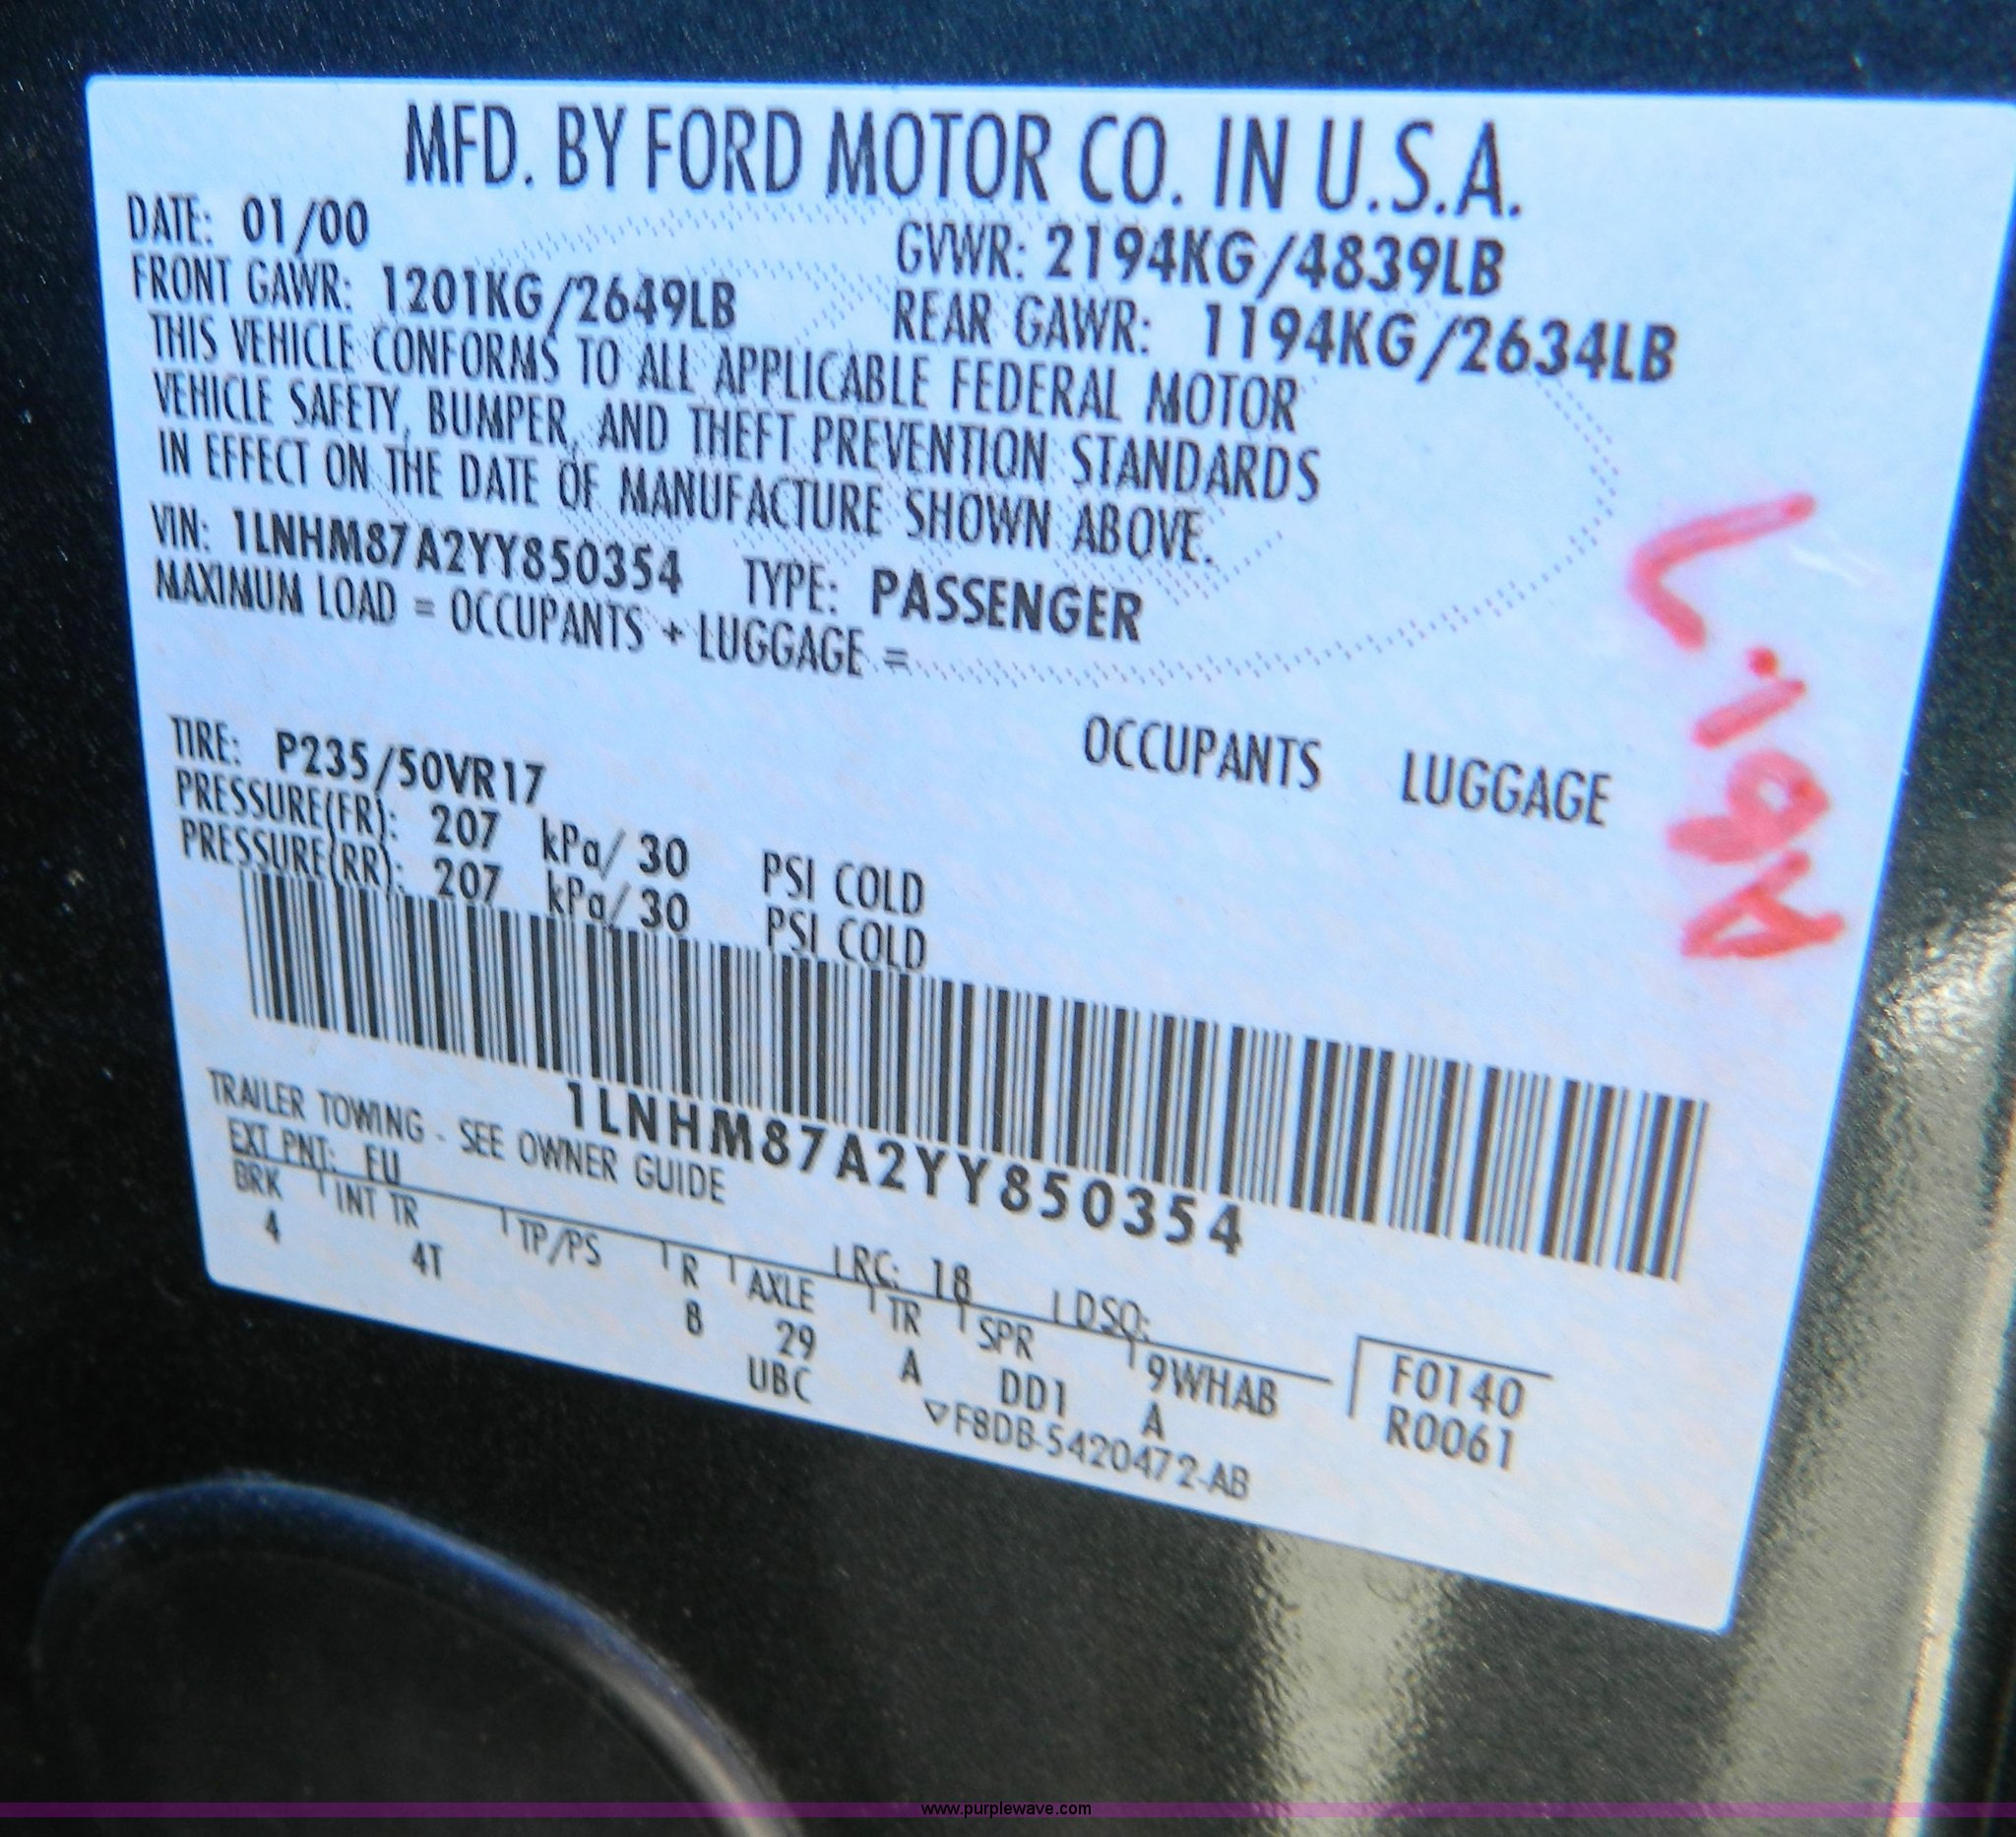 MFD. BY FORD MOTOR CO. IN U.S.A.
DATE: 01/00 GVWR: 2194KG/4839LB
FRONT GAWR: 1201KG/2649LB REAR GAWR: 1194KG/2634LB
THIS VEHICLE CONFORMS TO ALL APPLICABLE FEDERAL MOTOR
VEHICLE SAFETY, BUMPER, AND THEFT PREVENTION STANDARDS
IN EFFECT ON THE DATE OF MANUFACTURE SHOWN ABOVE.
VIN: 1LNHM87A2YY850354 TYPE: PASSENGER
MAXIMUM LOAD = OCCUPANTS + LUGGAGE =
OCCUPANTS LUGGAGE
TIRE: P235/50VR17
PRESSURE(FR): 207 kPa/ 30 PSI COLD
PRESSURE(RR): 207 kPa/ 30 PSI COLD
1LNHM87A2YY850354
TRAILER TOWING - SEE OWNER GUIDE
EXT PNT: FU RC: 18 DSO:
BRK INT TR TP/PS R AXLE TR SPR 9WHAB F0140
4 4T B 29 A DD1 A R0061
UBC
▽F8DB-5420472-AB
www.purplewave.com